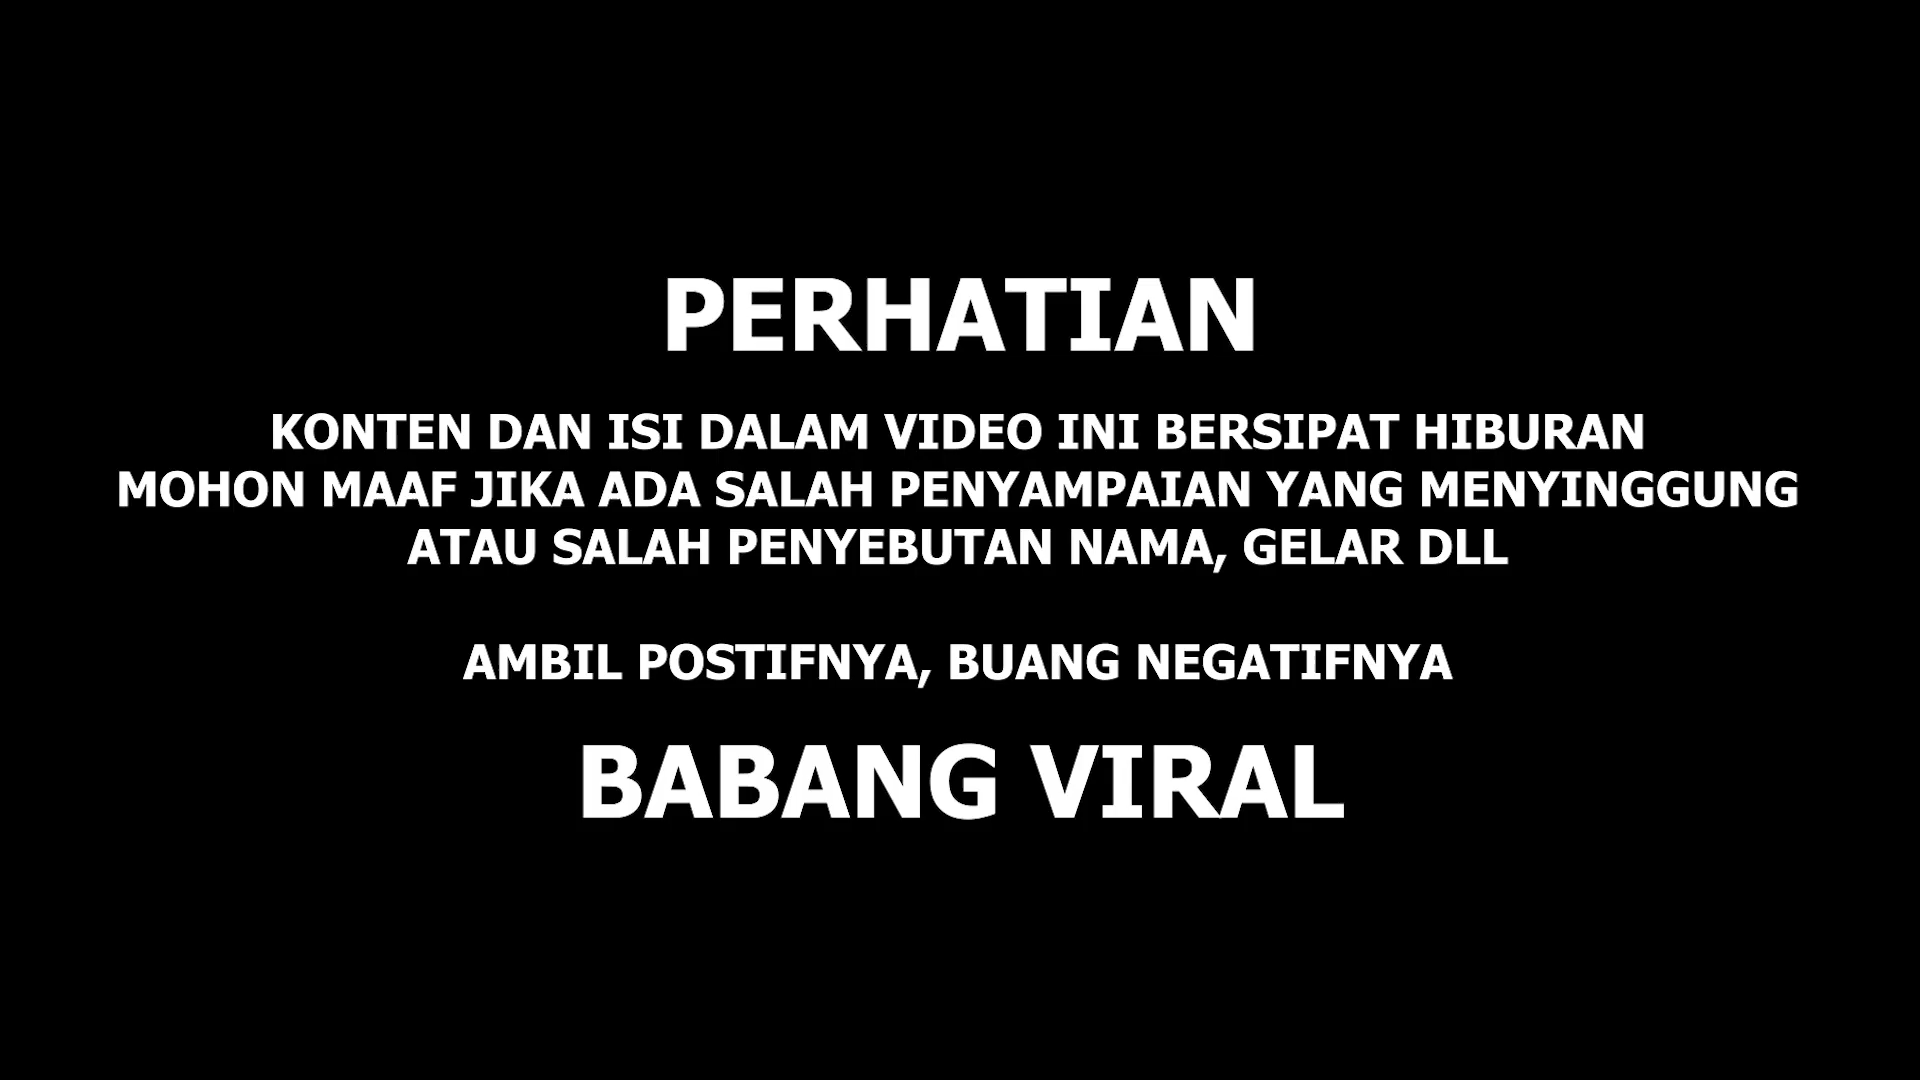 PERHATIAN
KONTEN DAN ISI DALAM VIDEO INI BERSIPAT HIBURAN
MOHON MAAF JIKA ADA SALAH PENYAMPAIAN YANG MENYINGGUNG
ATAU SALAH PENYEBUTAN NAMA, GELAR DLL
AMBIL POSTIFNYA, BUANG NEGATIFNYA
BABANG VIRAL